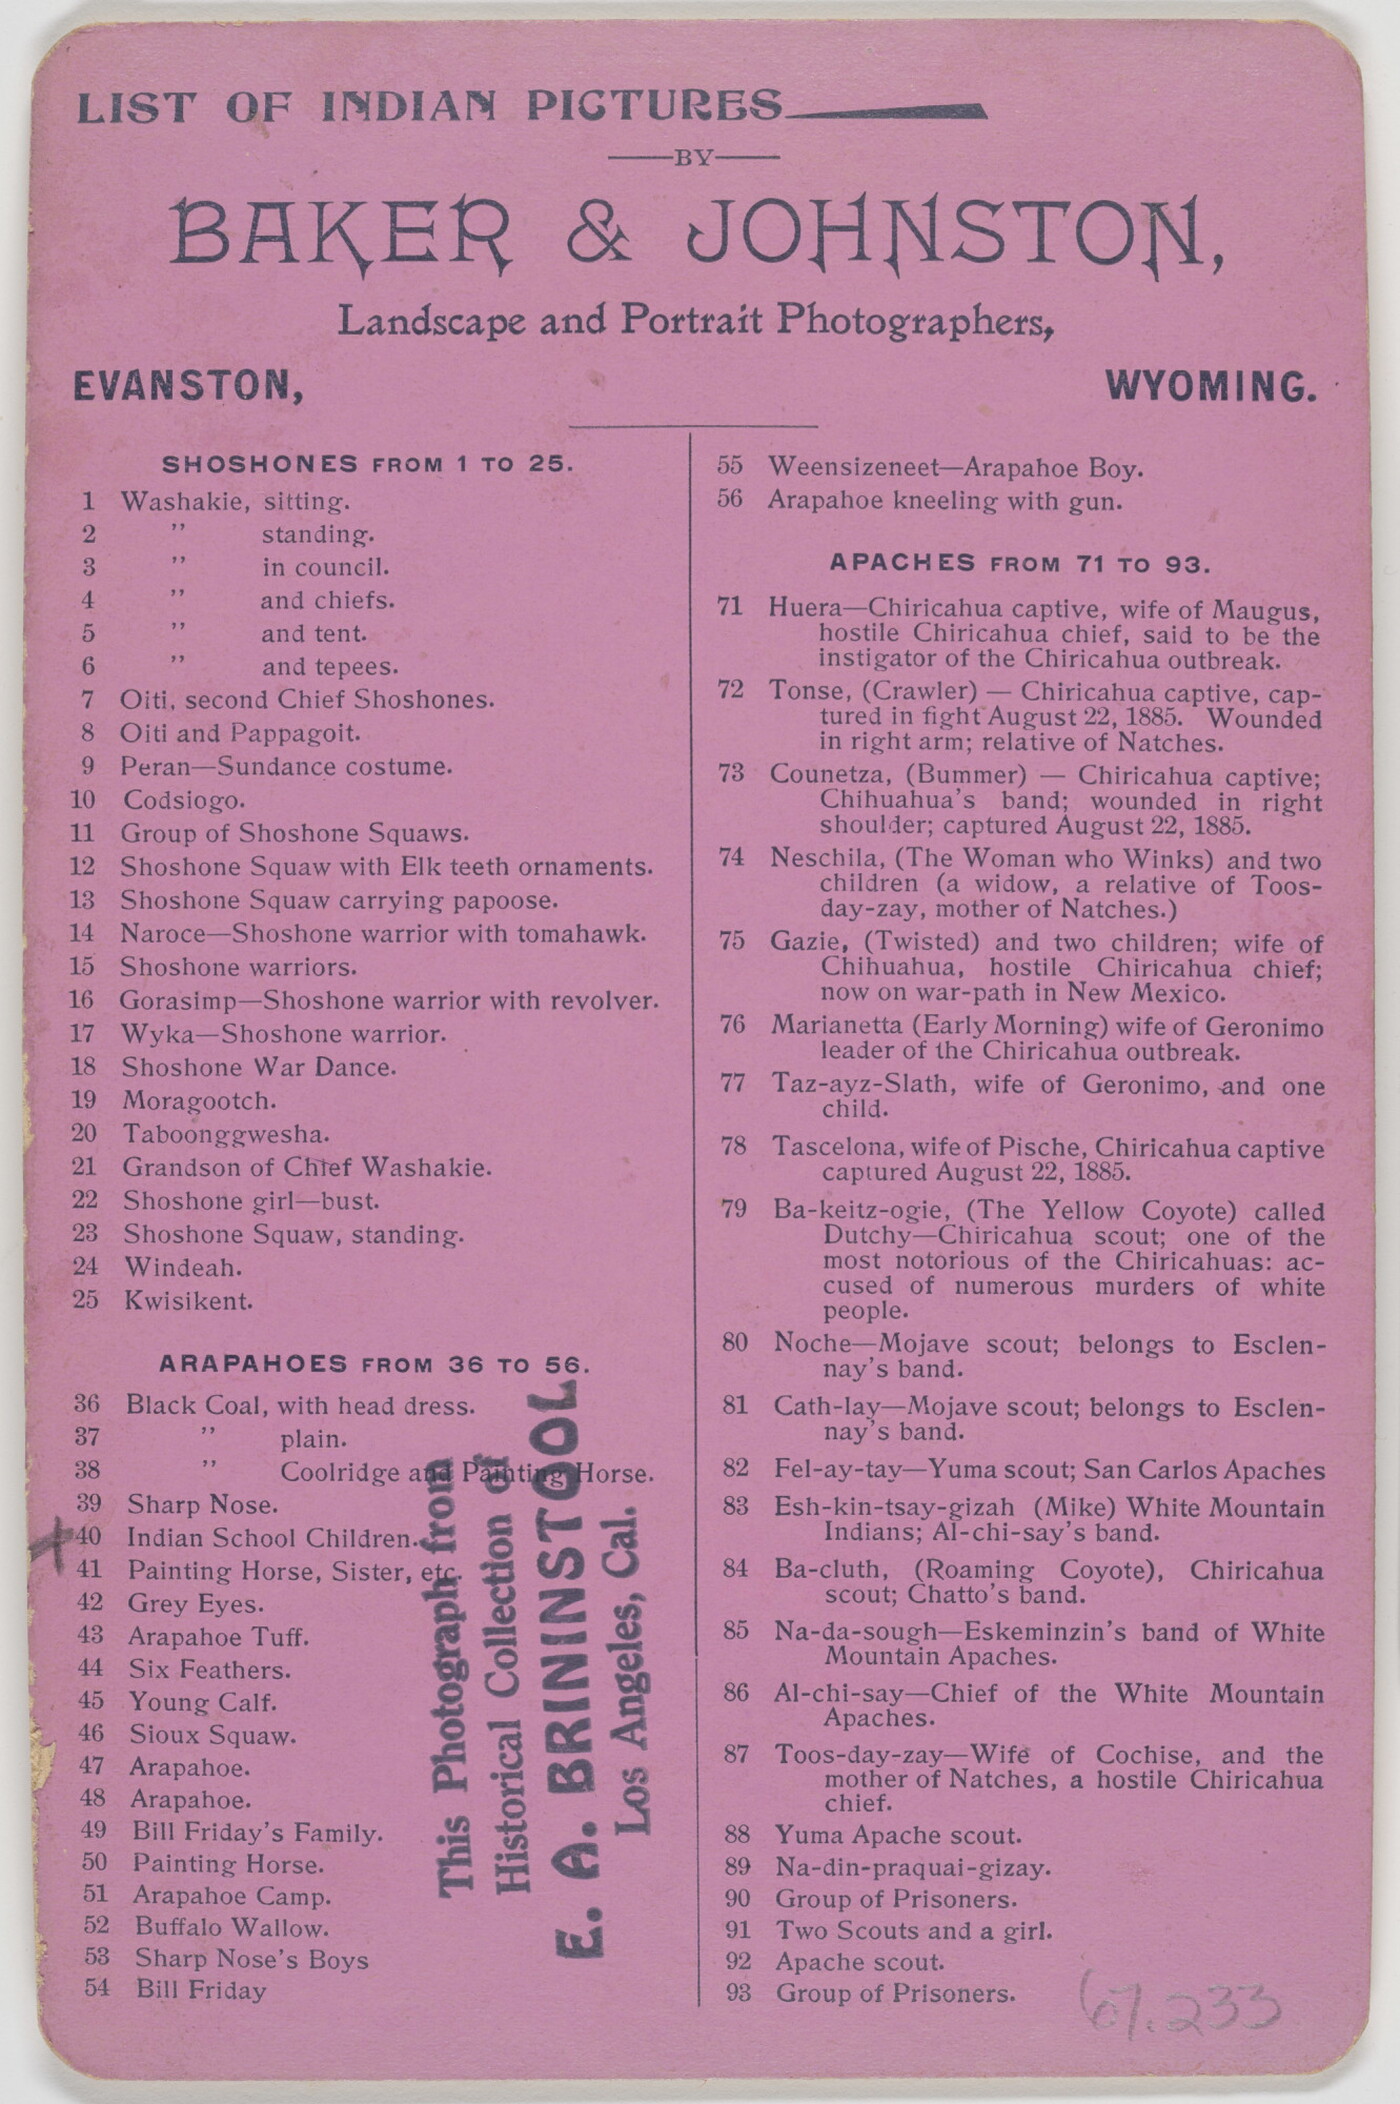 LIST OF INDIAN PICTURES
BY
BAKER & JOHNSTON,
Landscape and Portrait Photographers,
EVANSTON, WYOMING.
SHOSHONES FROM 1 TO 25.
1 Washakie, sitting.
2 ” standing.
3 ” in council.
4 ” and chiefs.
5 ” and tent.
6 ” and tepees.
7 Oiti, second Chief Shoshones.
8 Oiti and Pappagoit.
9 Peran—Sundance costume.
10 Codsiogo.
11 Group of Shoshone Squaws.
12 Shoshone Squaw with Elk teeth ornaments.
13 Shoshone Squaw carrying papoose.
14 Naroce—Shoshone warrior with tomahawk.
15 Shoshone warriors.
16 Gorasimp—Shoshone warrior with revolver.
17 Wyka—Shoshone warrior.
18 Shoshone War Dance.
19 Moragootch.
20 Taboonggwesha.
21 Grandson of Chief Washakie.
22 Shoshone girl—bust.
23 Shoshone Squaw, standing.
24 Windeah.
25 Kwisikent.
ARAPAHOES FROM 36 TO 56.
36 Black Coal, with head dress.
37 ” plain.
38 ” Coolridge and Painting Horse.
39 Sharp Nose.
40 Indian School Children.
41 Painting Horse, Sister, etc.
42 Grey Eyes.
43 Arapahoe Tuff.
44 Six Feathers.
45 Young Calf.
46 Sioux Squaw.
47 Arapahoe.
48 Arapahoe.
49 Bill Friday's Family.
50 Painting Horse.
51 Arapahoe Camp.
52 Buffalo Wallow.
53 Sharp Nose's Boys
54 Bill Friday
55 Weensizeneet—Arapahoe Boy.
56 Arapahoe kneeling with gun.
APACHES FROM 71 TO 93.
71 Huera—Chiricahua captive, wife of Maugus,
hostile Chiricahua chief, said to be the
instigator of the Chiricahua outbreak.
72 Tonse, (Crawler) — Chiricahua captive, cap-
tured in fight August 22, 1885. Wounded
in right arm; relative of Natches.
73 Counetza, (Bummer) — Chiricahua captive;
Chihuahua's band; wounded in right
shoulder; captured August 22, 1885.
74 Neschila, (The Woman who Winks) and two
children (a widow, a relative of Toos-
day-zay, mother of Natches.)
75 Gazie, (Twisted) and two children; wife of
Chihuahua, hostile Chiricahua chief;
now on war-path in New Mexico.
76 Marianetta (Early Morning) wife of Geronimo
leader of the Chiricahua outbreak.
77 Taz-ayz-Slath, wife of Geronimo, and one
child.
78 Tascelona, wife of Pische, Chiricahua captive
captured August 22, 1885.
79 Ba-keitz-ogie, (The Yellow Coyote) called
Dutchy—Chiricahua scout; one of the
most notorious of the Chiricahuas: ac-
cused of numerous murders of white
people.
80 Noche—Mojave scout; belongs to Esclen-
nay's band.
81 Cath-lay—Mojave scout; belongs to Esclen-
nay's band.
82 Fel-ay-tay—Yuma scout; San Carlos Apaches
83 Esh-kin-tsay-gizah (Mike) White Mountain
Indians; Al-chi-say's band.
84 Ba-cluth, (Roaming Coyote), Chiricahua
scout; Chatto's band.
85 Na-da-sough—Eskeminzin's band of White
Mountain Apaches.
86 Al-chi-say—Chief of the White Mountain
Apaches.
87 Toos-day-zay—Wife of Cochise, and the
mother of Natches, a hostile Chiricahua
chief.
88 Yuma Apache scout.
89 Na-din-praquai-gizay.
90 Group of Prisoners.
91 Two Scouts and a girl.
92 Apache scout.
93 Group of Prisoners.
This Photograph from
Historical Collection of
E. A. BRININSTOOL
Los Angeles, Cal.
67.233